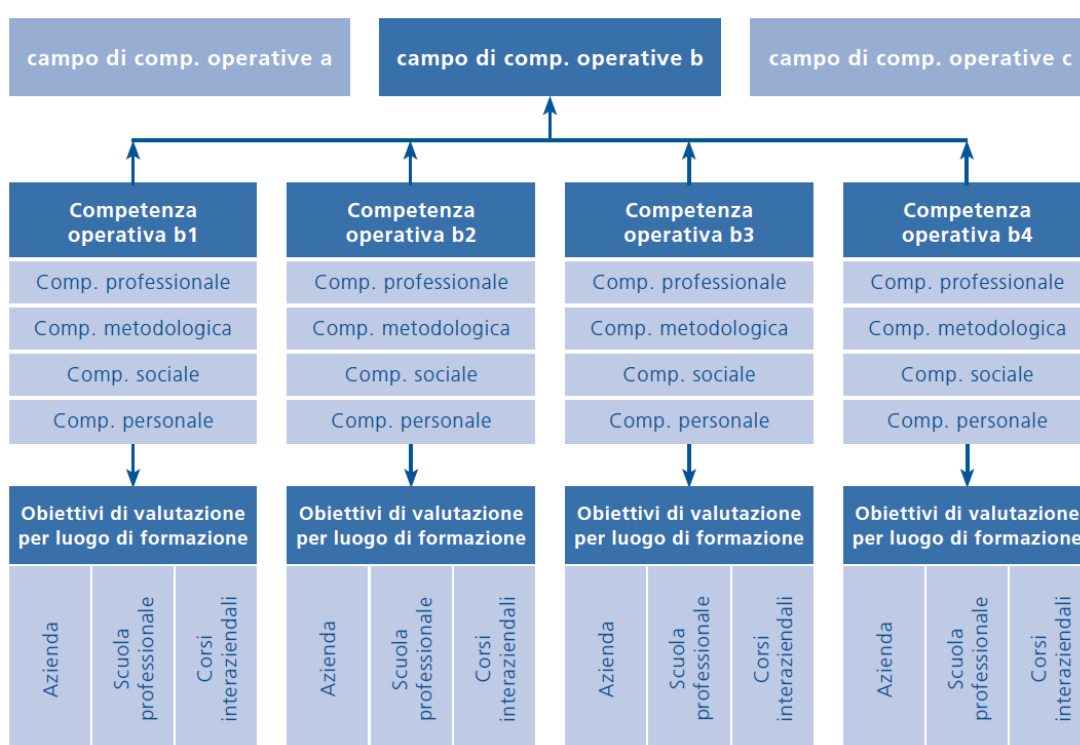 campo di comp. operative a
campo di comp. operative b
campo di comp. operative c
Competenza
operativa b1
Competenza
operativa b2
Competenza
operativa b3
Competenza
operativa b4
Comp. professionale
Comp. professionale
Comp. professionale
Comp. professionale
Comp. metodologica
Comp. metodologica
Comp. metodologica
Comp. metodologica
Comp. sociale
Comp. sociale
Comp. sociale
Comp. sociale
Comp. personale
Comp. personale
Comp. personale
Comp. personale
Obiettivi di valutazione
per luogo di formazione
Obiettivi di valutazione
per luogo di formazione
Obiettivi di valutazione
per luogo di formazione
Obiettivi di valutazione
per luogo di formazione
Azienda
Scuola
professionale
Corsi
interaziendali
Azienda
Scuola
professionale
Corsi
interaziendali
Azienda
Scuola
professionale
Corsi
interaziendali
Azienda
Scuola
professionale
Corsi
interaziendali